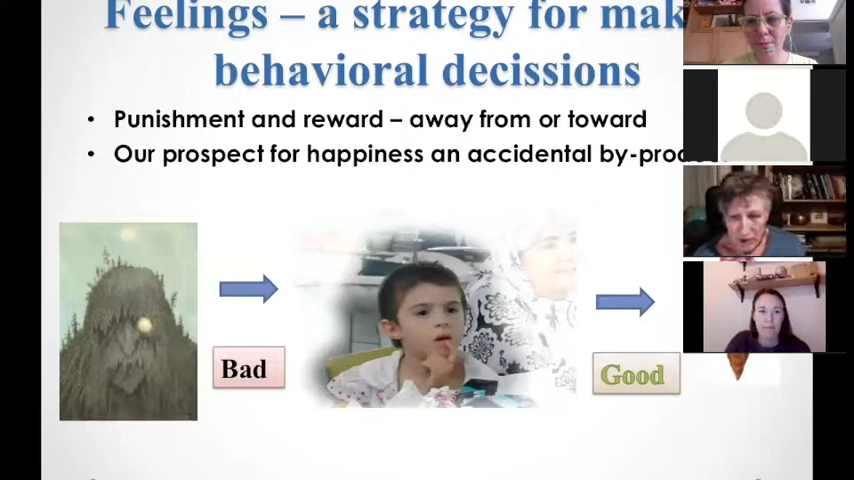 Feelings – a strategy for mak
behavioral decissions
• Punishment and reward – away from or toward
• Our prospect for happiness an accidental by-prod
Bad
Good